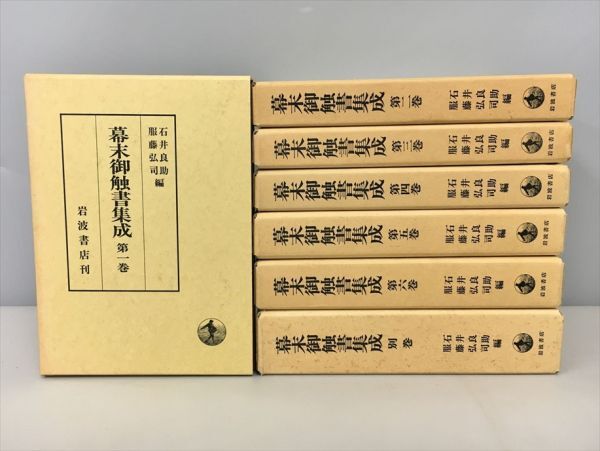 石井良助
服藤弘司 編
幕末御触書集成 第一巻
岩波書店刊
幕末御触書集成 第二巻 石井良助 服藤弘司 編 岩波書店
幕末御触書集成 第三巻 石井良助 服藤弘司 編 岩波書店
幕末御触書集成 第四巻 石井良助 服藤弘司 編 岩波書店
幕末御触書集成 第五巻 石井良助 服藤弘司 編 岩波書店
幕末御触書集成 第六巻 石井良助 服藤弘司 編 岩波書店
幕末御触書集成 別巻 石井良助 服藤弘司 編 岩波書店